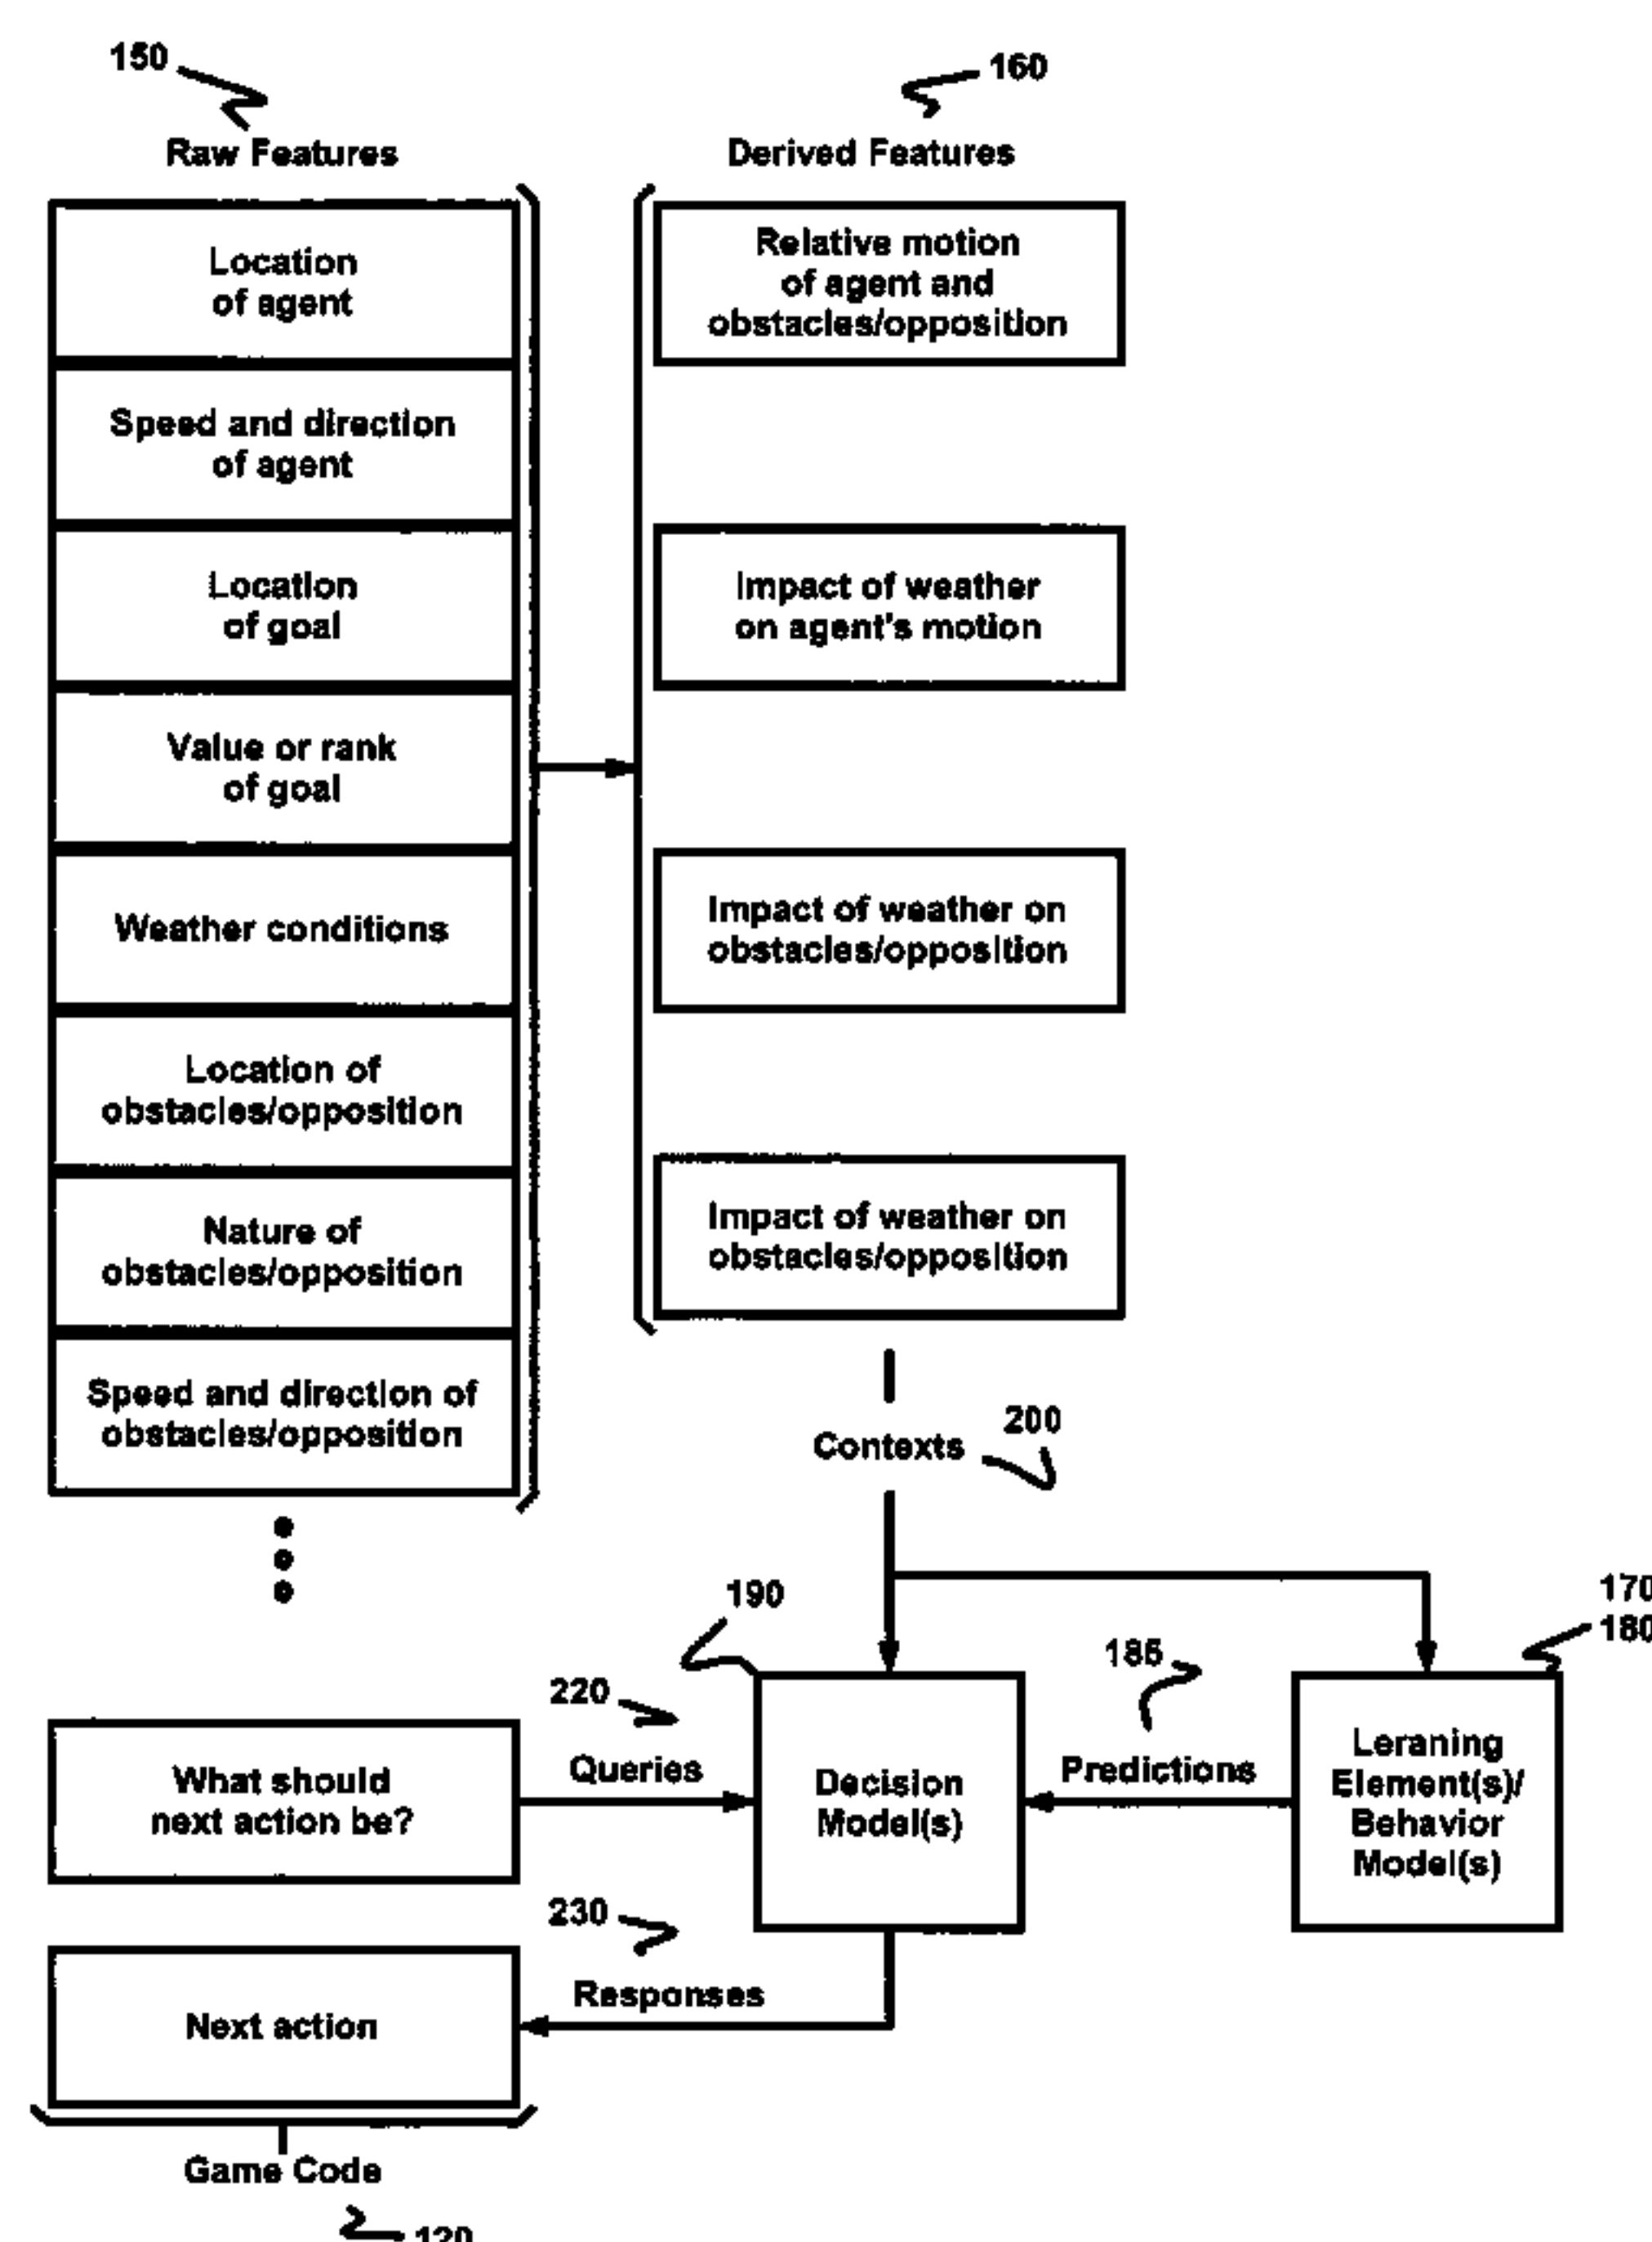 150
160
Raw Features
Derived Features
Location
of agent
Speed and direction
of agent
Location
of goal
Value or rank
of goal
Weather conditions
Location of
obstacles/opposition
Nature of
obstacles/opposition
Speed and direction of
obstacles/opposition
Relative motion
of agent and
obstacles/opposition
Impact of weather
on agent's motion
Impact of weather on
obstacles/opposition
Impact of weather on
obstacles/opposition
Contexts
200
190
170
180
185
220
Queries
What should
next action be?
Decision
Model(s)
Predictions
Leraning
Element(s)/
Behavior
Model(s)
230
Responses
Next action
Game Code